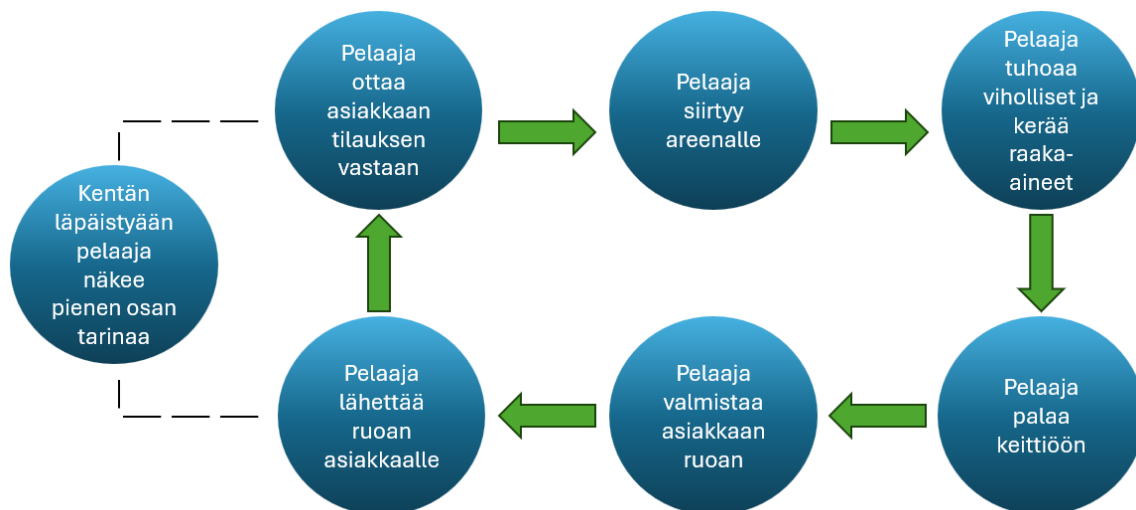 Pelaaja
ottaa
asiakkaan
tilauksen
vastaan
Pelaaja
siirtyy
areenalle
Pelaaja
tuhoaa
viholliset ja
kerää
raaka-
aineet
Pelaaja
palaa
keittiöön
Pelaaja
valmistaa
asiakkaan
ruoan
Pelaaja
lähettää
ruoan
asiakkaalle
Kentän
läpäistyään
pelaaja
näkee
pienen osan
tarinaa